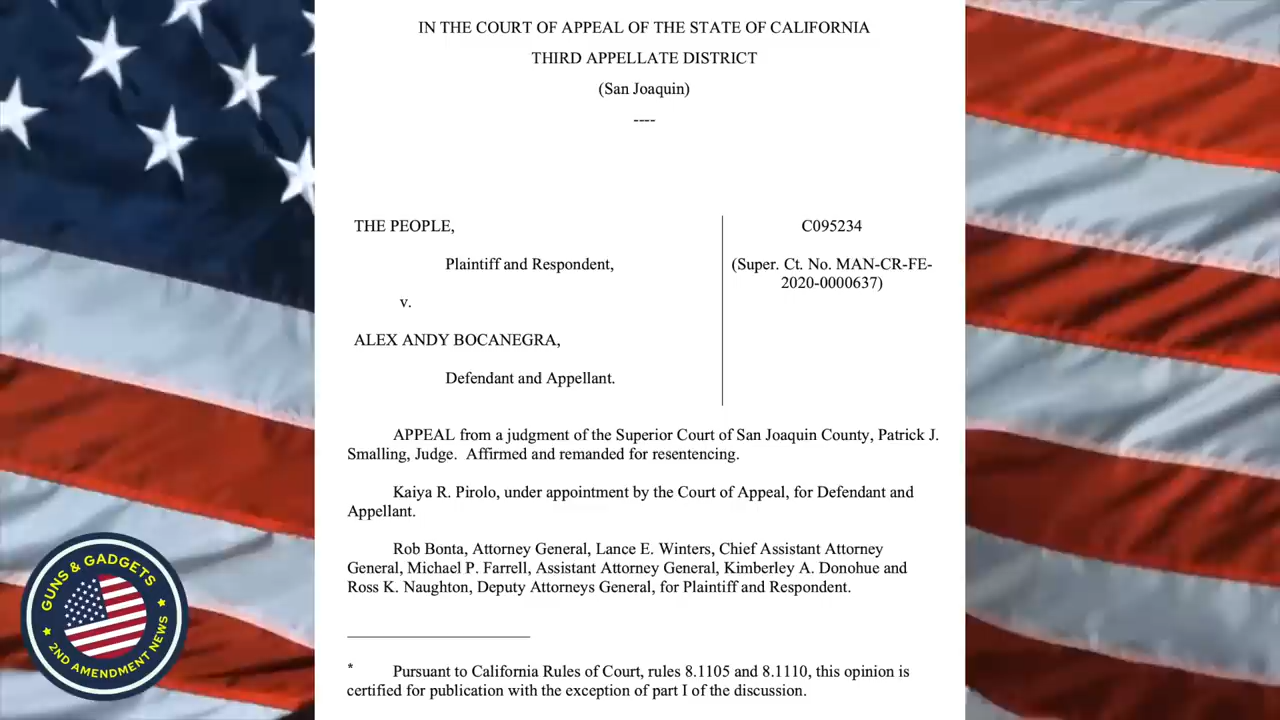 IN THE COURT OF APPEAL OF THE STATE OF CALIFORNIA
THIRD APPELLATE DISTRICT
(San Joaquin)
----
THE PEOPLE,
Plaintiff and Respondent,
v.
ALEX ANDY BOCANEGRA,
Defendant and Appellant.
C095234
(Super. Ct. No. MAN-CR-FE-
2020-0000637)
APPEAL from a judgment of the Superior Court of San Joaquin County, Patrick J.
Smalling, Judge.  Affirmed and remanded for resentencing.
Kaiya R. Pirolo, under appointment by the Court of Appeal, for Defendant and
Appellant.
Rob Bonta, Attorney General, Lance E. Winters, Chief Assistant Attorney
General, Michael P. Farrell, Assistant Attorney General, Kimberley A. Donohue and
Ross K. Naughton, Deputy Attorneys General, for Plaintiff and Respondent.
* Pursuant to California Rules of Court, rules 8.1105 and 8.1110, this opinion is
certified for publication with the exception of part I of the discussion.
GUNS & GADGETS
2ND AMENDMENT NEWS